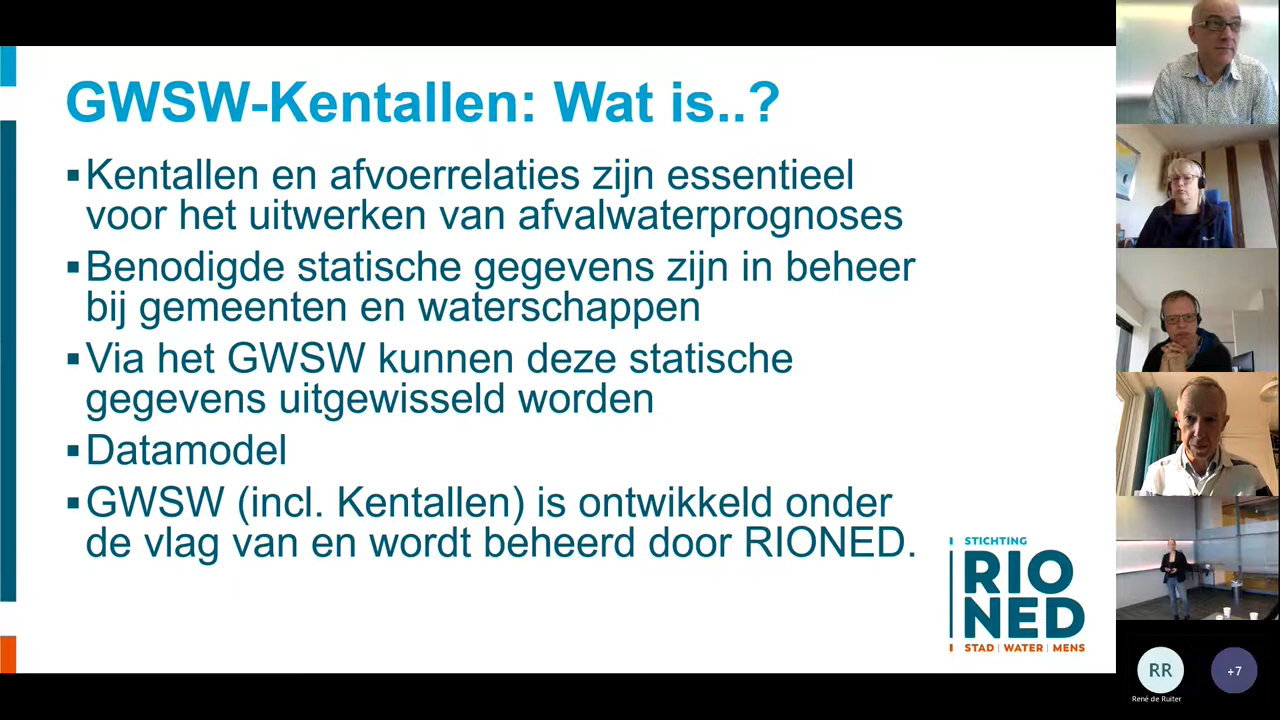 GWSW-Kentallen: Wat is..?
▪Kentallen en afvoerrelaties zijn essentieel
voor het uitwerken van afvalwaterprognoses
▪Benodigde statische gegevens zijn in beheer
bij gemeenten en waterschappen
▪Via het GWSW kunnen deze statische
gegevens uitgewisseld worden
▪Datamodel
▪GWSW (incl. Kentallen) is ontwikkeld onder
de vlag van en wordt beheerd door RIONED.
STICHTING
RIO
NED
STAD | WATER | MENS
RR
+7
René de Ruiter